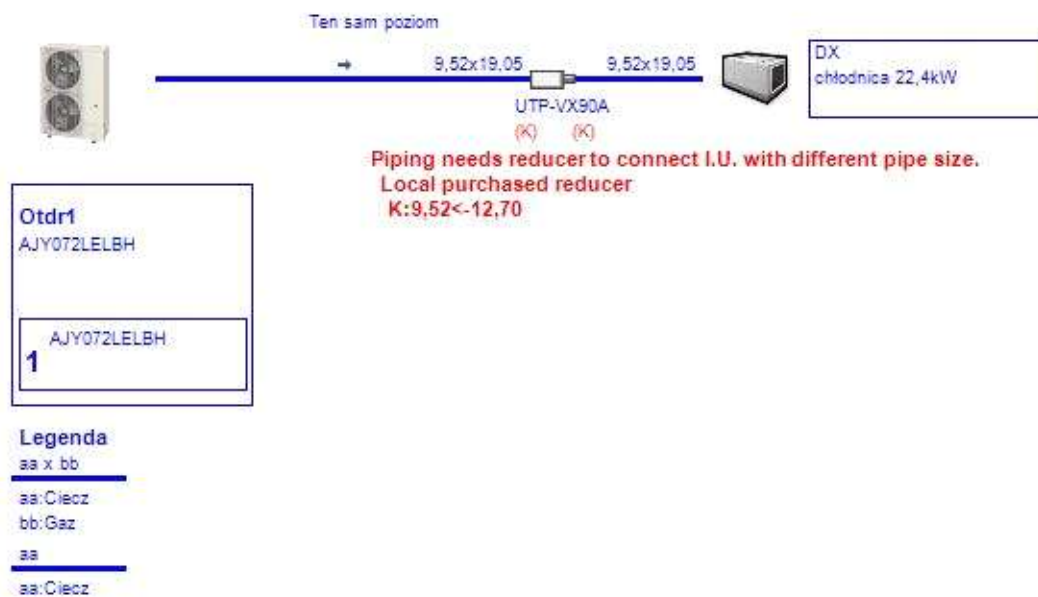 Ten sam poziom
9,52x19,05
9,52x19,05
UTP-VX90A
(K) (K)
DX
chłodnica 22,4kW
Piping needs reducer to connect I.U. with different pipe size.
Local purchased reducer
K:9,52<-12,70
Otdr1
AJY072LELBH
AJY072LELBH
1
Legenda
aa x bb
aa:Ciecz
bb:Gaz
aa
aa:Ciecz